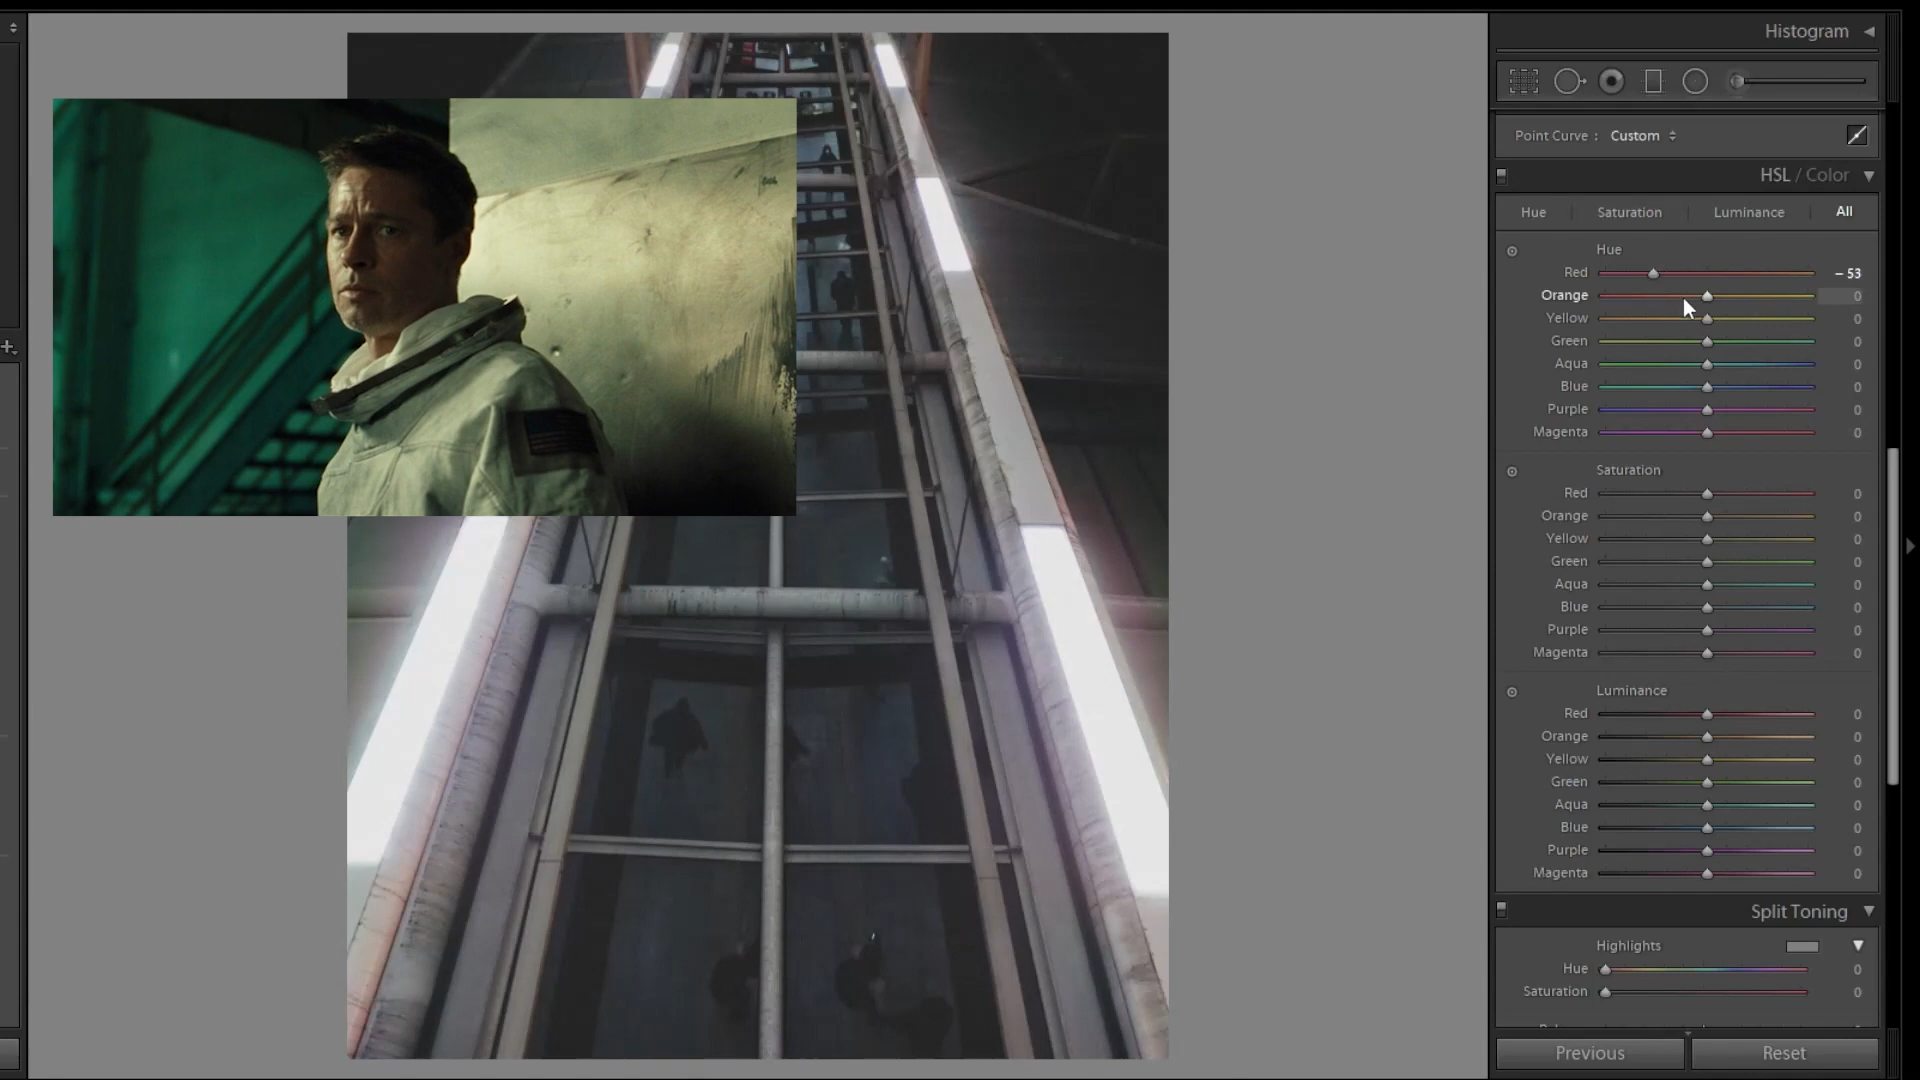 Histogram
Point Curve : Custom
HSL / Color
Hue Saturation Luminance All
Hue
Red – 53
Orange 0
Yellow 0
Green 0
Aqua 0
Blue 0
Purple 0
Magenta 0
Saturation
Red 0
Orange 0
Yellow 0
Green 0
Aqua 0
Blue 0
Purple 0
Magenta 0
Luminance
Red 0
Orange 0
Yellow 0
Green 0
Aqua 0
Blue 0
Purple 0
Magenta 0
Split Toning
Highlights
Hue 0
Saturation 0
Previous Reset